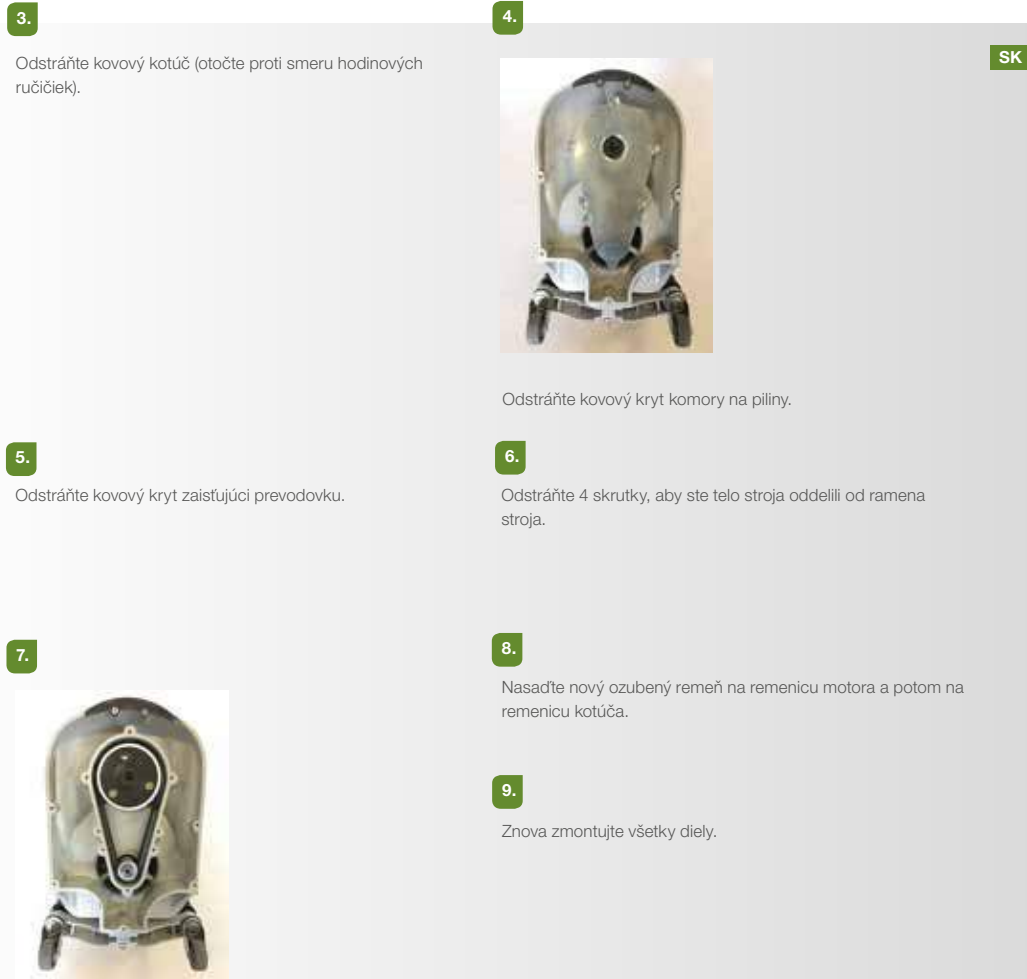 3.
Odstráňte kovový kotúč (otočte proti smeru hodinových
ručičiek).
4.
SK
Odstráňte kovový kryt komory na piliny.
5.
Odstráňte kovový kryt zaisťujúci prevodovku.
6.
Odstráňte 4 skrutky, aby ste telo stroja oddelili od ramena
stroja.
7.
8.
Nasaďte nový ozubený remeň na remenicu motora a potom na
remenicu kotúča.
9.
Znova zmontujte všetky diely.